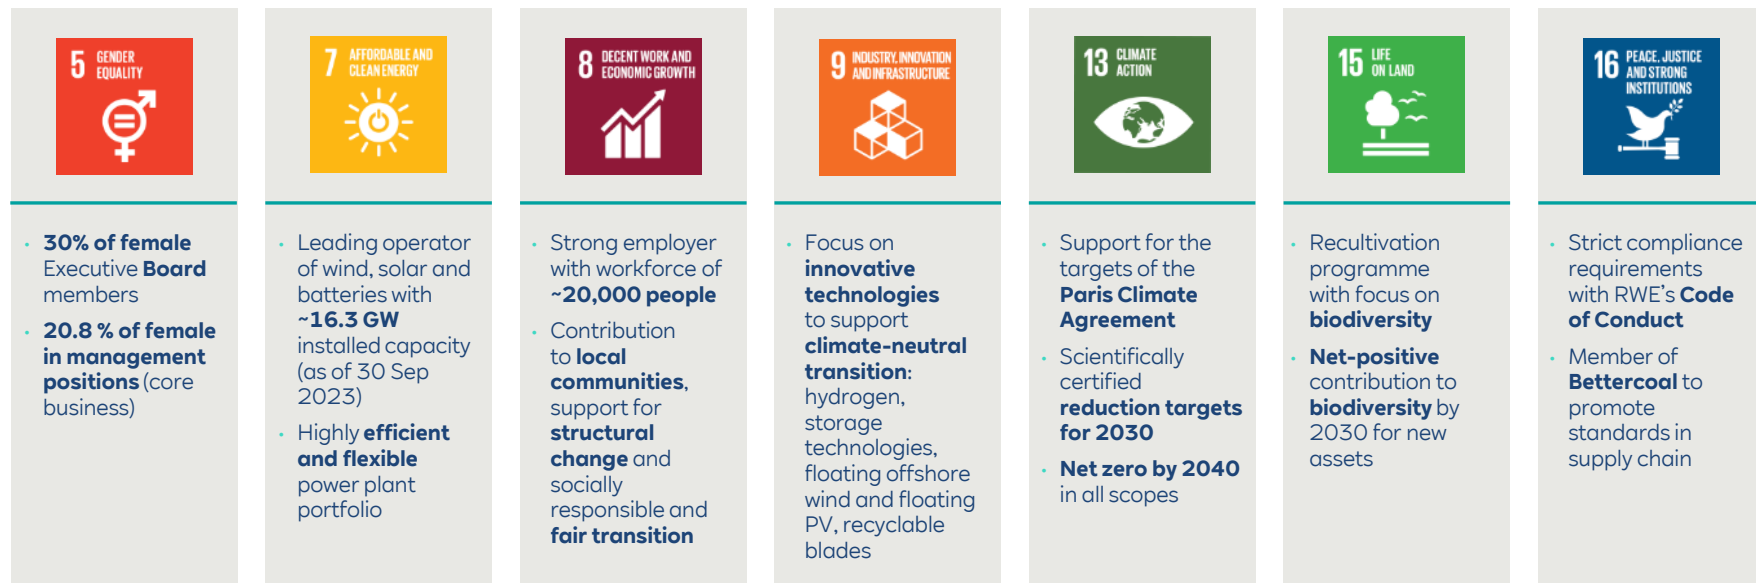 5 GENDER
EQUALITY
• 30% of female
Executive Board
members
• 20.8 % of female
in management
positions (core
business)
7 AFFORDABLE AND
CLEAN ENERGY
• Leading operator
of wind, solar and
batteries with
~16.3 GW
installed capacity
(as of 30 Sep
2023)
• Highly efficient
and flexible
power plant
portfolio
8 DECENT WORK AND
ECONOMIC GROWTH
• Strong employer
with workforce of
~20,000 people
• Contribution
to local
communities,
support for
structural
change and
socially
responsible and
fair transition
9 INDUSTRY, INNOVATION
AND INFRASTRUCTURE
• Focus on
innovative
technologies
to support
climate-neutral
transition:
hydrogen,
storage
technologies,
floating offshore
wind and floating
PV, recyclable
blades
13 CLIMATE
ACTION
• Support for the
targets of the
Paris Climate
Agreement
• Scientifically
certified
reduction targets
for 2030
• Net zero by 2040
in all scopes
15 LIFE
ON LAND
• Recultivation
programme
with focus on
biodiversity
• Net-positive
contribution to
biodiversity by
2030 for new
assets
16 PEACE, JUSTICE
AND STRONG
INSTITUTIONS
• Strict compliance
requirements
with RWE's Code
of Conduct
• Member of
Bettercoal to
promote
standards in
supply chain